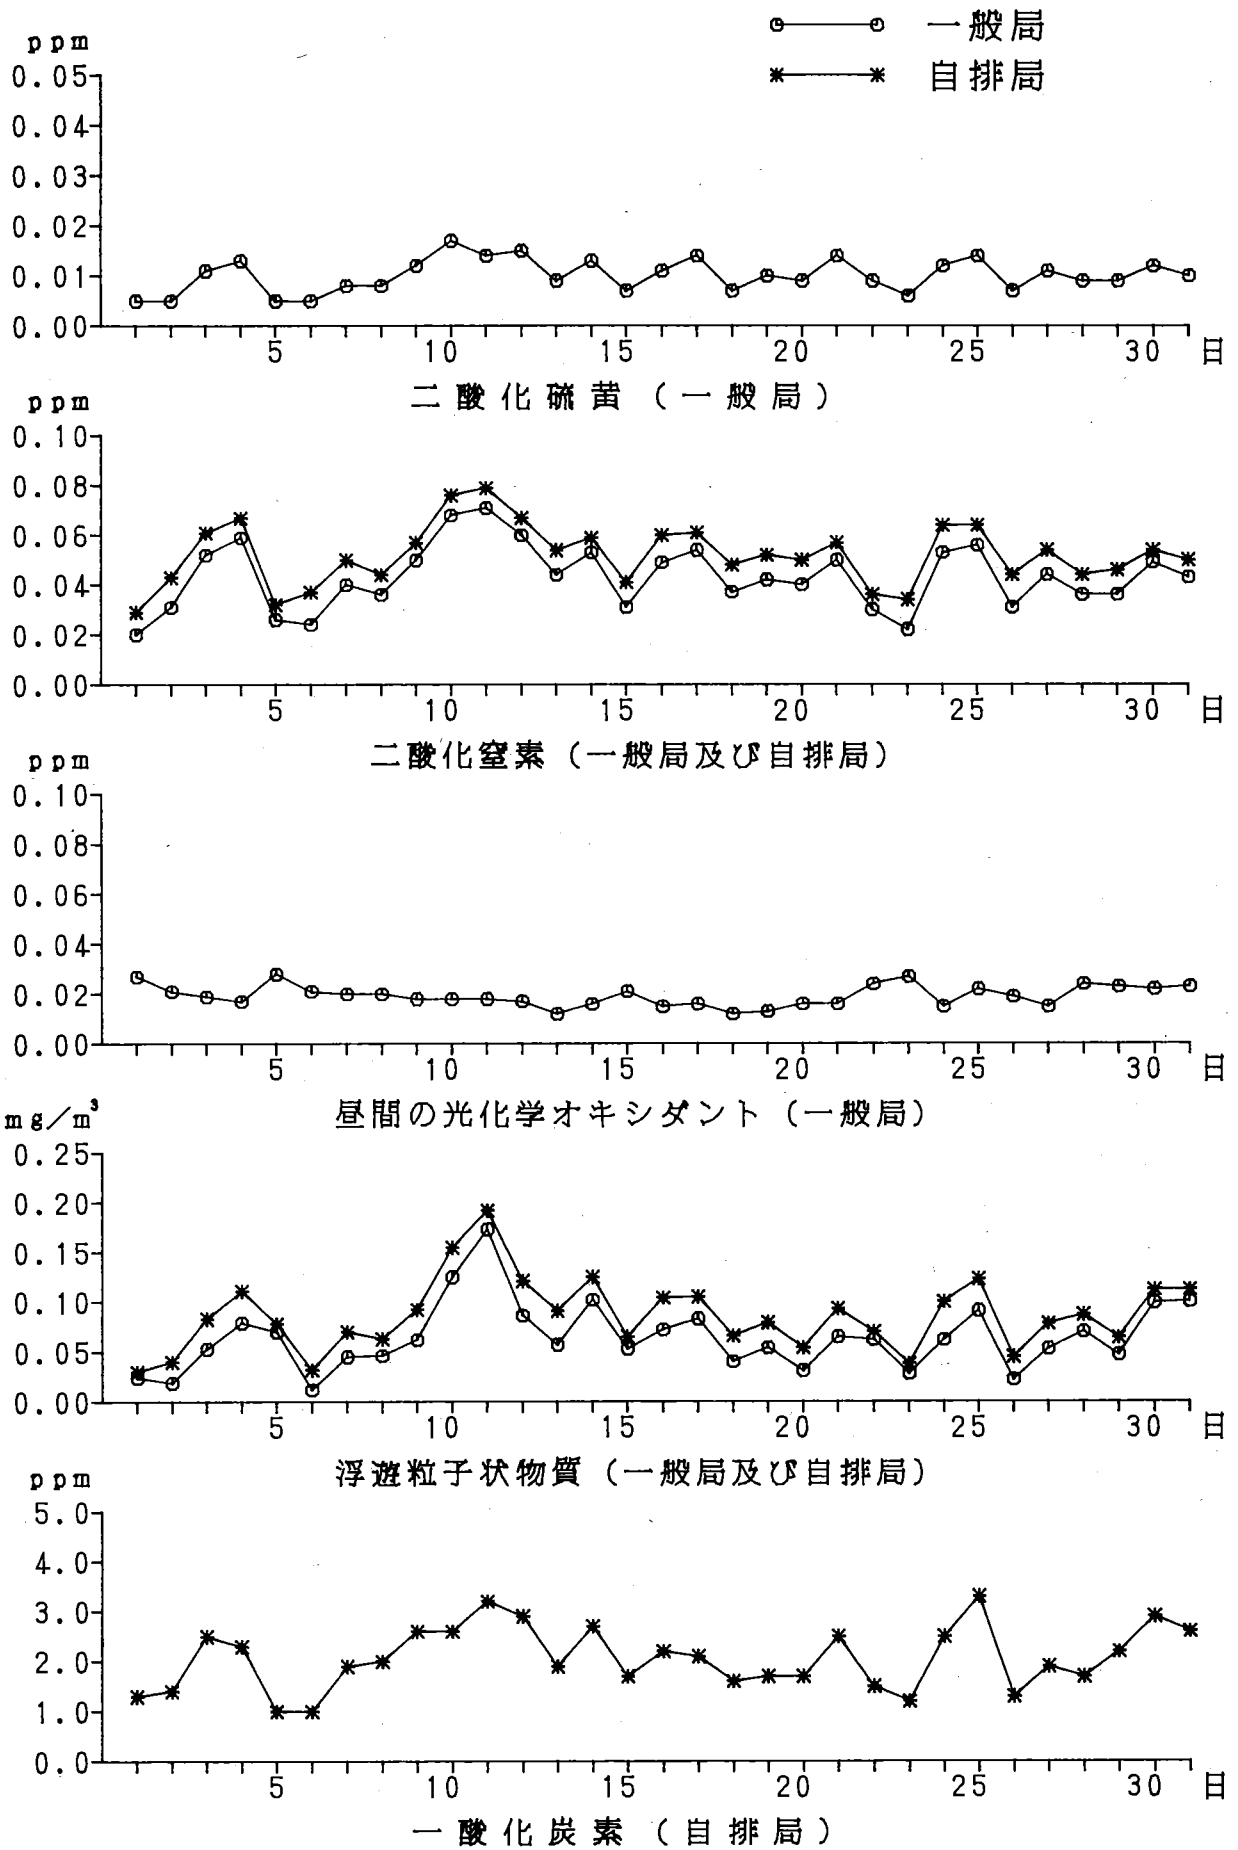 一般局
自排局
ppm
0.05
0.04
0.03
0.02
0.01
0.00
5 10 15 20 25 30 日
二酸化硫黄（一般局）
ppm
0.10
0.08
0.06
0.04
0.02
0.00
5 10 15 20 25 30 日
二酸化窒素（一般局及び自排局）
ppm
0.10
0.08
0.06
0.04
0.02
0.00
5 10 15 20 25 30 日
昼間の光化学オキシダント（一般局）
mg/m³
0.25
0.20
0.15
0.10
0.05
0.00
5 10 15 20 25 30 日
浮遊粒子状物質（一般局及び自排局）
ppm
5.0
4.0
3.0
2.0
1.0
0.0
5 10 15 20 25 30 日
一酸化炭素（自排局）